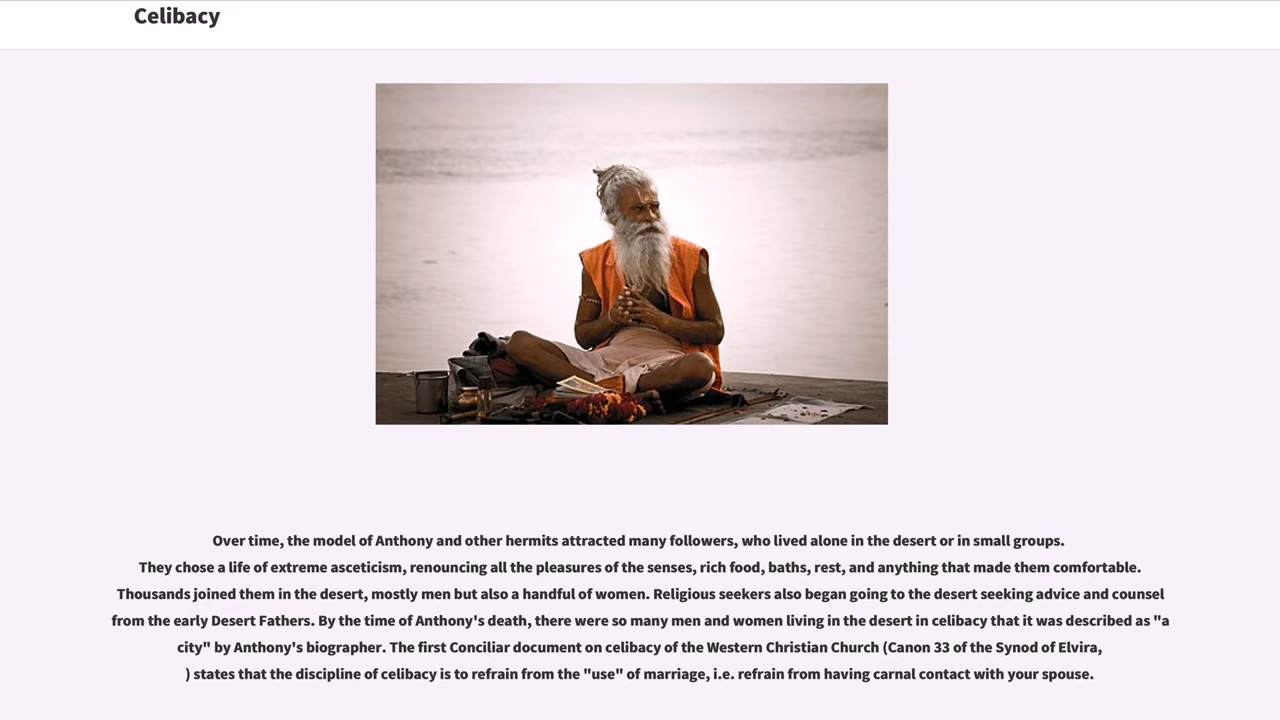 Celibacy
Over time, the model of Anthony and other hermits attracted many followers, who lived alone in the desert or in small groups.
They chose a life of extreme asceticism, renouncing all the pleasures of the senses, rich food, baths, rest, and anything that made them comfortable.
Thousands joined them in the desert, mostly men but also a handful of women. Religious seekers also began going to the desert seeking advice and counsel
from the early Desert Fathers. By the time of Anthony's death, there were so many men and women living in the desert in celibacy that it was described as "a
city" by Anthony's biographer. The first Conciliar document on celibacy of the Western Christian Church (Canon 33 of the Synod of Elvira,
) states that the discipline of celibacy is to refrain from the "use" of marriage, i.e. refrain from having carnal contact with your spouse.